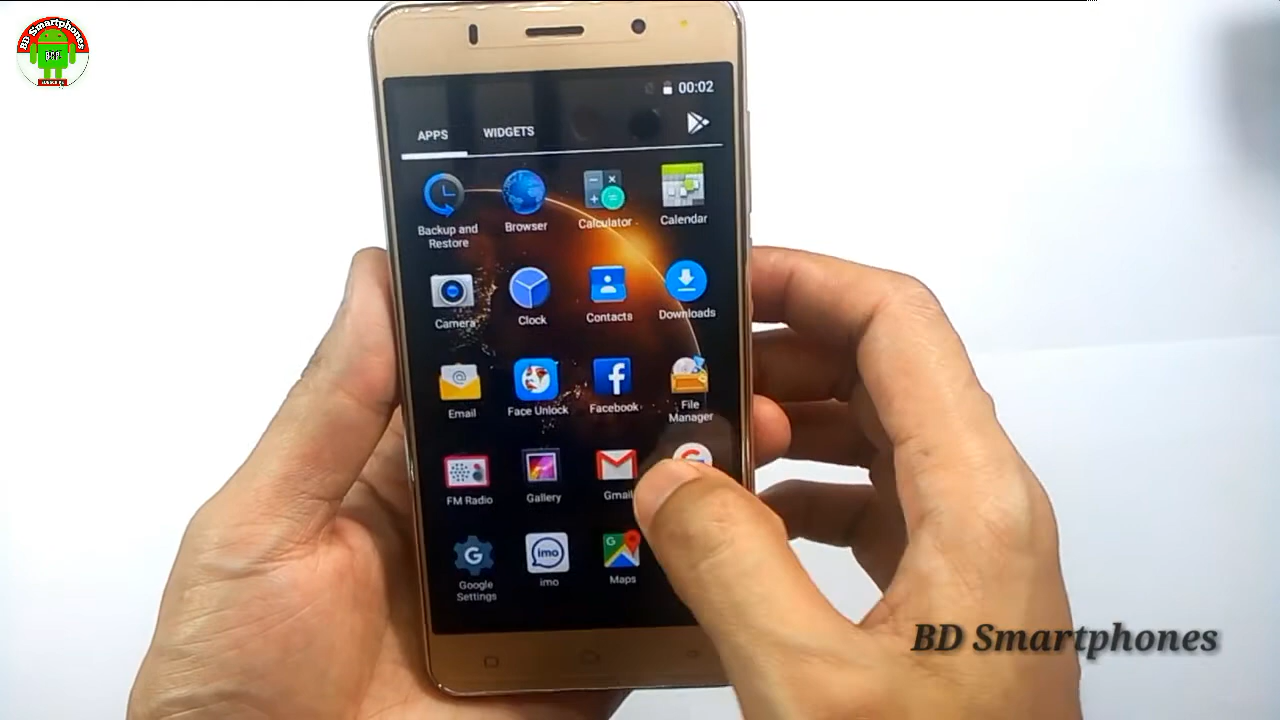 BD Smartphones
00:02
APPS WIDGETS
Backup and
Restore
Browser
Calculator
Calendar
Camera
Clock
Contacts
Downloads
Email
Face Unlock
Facebook
File
Manager
FM Radio
Gallery
Gmail
Google
Settings
imo
imo
Maps
BD Smartphones